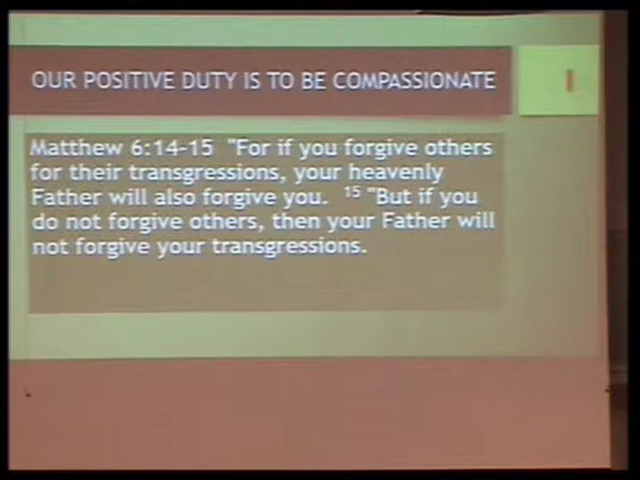 OUR POSITIVE DUTY IS TO BE COMPASSIONATE
Matthew 6:14-15 "For if you forgive others
for their transgressions, your heavenly
Father will also forgive you. 15 "But if you
do not forgive others, then your Father will
not forgive your transgressions.